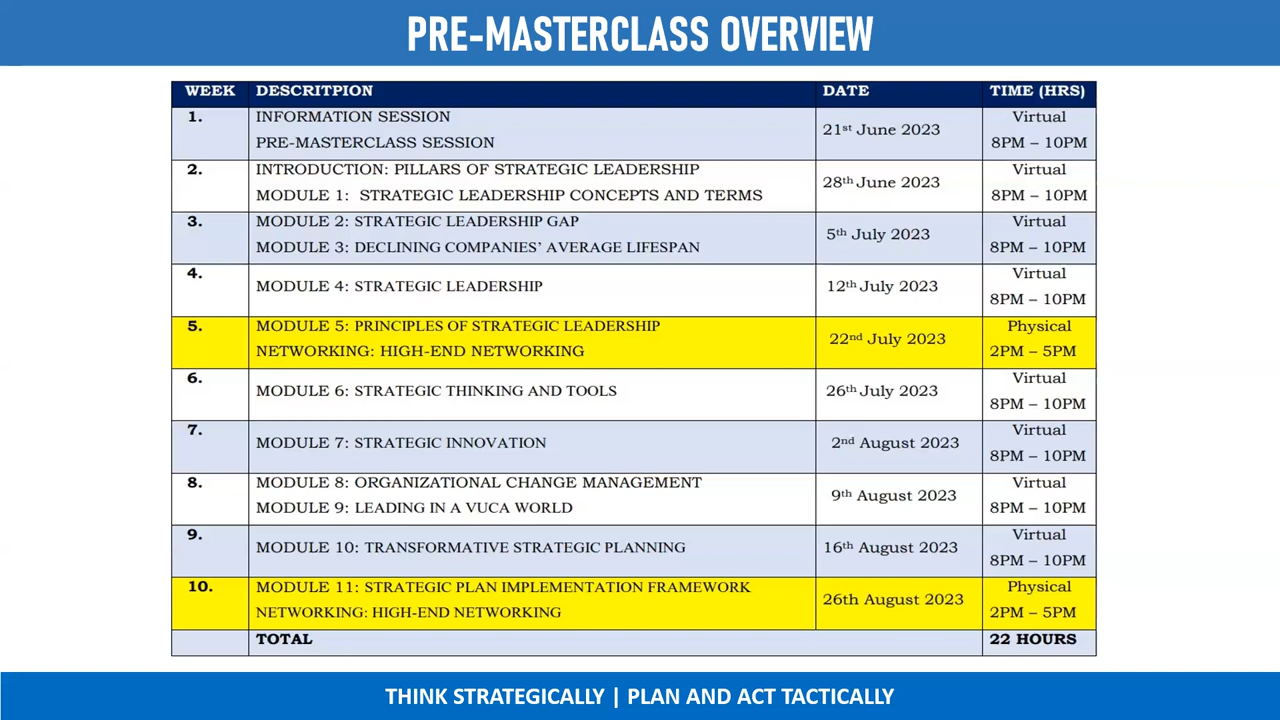 PRE-MASTERCLASS OVERVIEW
WEEK DESCRITPION DATE TIME (HRS)
1. INFORMATION SESSION
PRE-MASTERCLASS SESSION
21st June 2023
Virtual
8PM – 10PM
2. INTRODUCTION: PILLARS OF STRATEGIC LEADERSHIP
MODULE 1: STRATEGIC LEADERSHIP CONCEPTS AND TERMS
28th June 2023
Virtual
8PM – 10PM
3. MODULE 2: STRATEGIC LEADERSHIP GAP
MODULE 3: DECLINING COMPANIES' AVERAGE LIFESPAN
5th July 2023
Virtual
8PM – 10PM
4. MODULE 4: STRATEGIC LEADERSHIP
12th July 2023
Virtual
8PM – 10PM
5. MODULE 5: PRINCIPLES OF STRATEGIC LEADERSHIP
NETWORKING: HIGH-END NETWORKING
22nd July 2023
Physical
2PM – 5PM
6. MODULE 6: STRATEGIC THINKING AND TOOLS
26th July 2023
Virtual
8PM – 10PM
7. MODULE 7: STRATEGIC INNOVATION
2nd August 2023
Virtual
8PM – 10PM
8. MODULE 8: ORGANIZATIONAL CHANGE MANAGEMENT
MODULE 9: LEADING IN A VUCA WORLD
9th August 2023
Virtual
8PM – 10PM
9. MODULE 10: TRANSFORMATIVE STRATEGIC PLANNING
16th August 2023
Virtual
8PM – 10PM
10. MODULE 11: STRATEGIC PLAN IMPLEMENTATION FRAMEWORK
NETWORKING: HIGH-END NETWORKING
26th August 2023
Physical
2PM – 5PM
TOTAL 22 HOURS
THINK STRATEGICALLY | PLAN AND ACT TACTICALLY